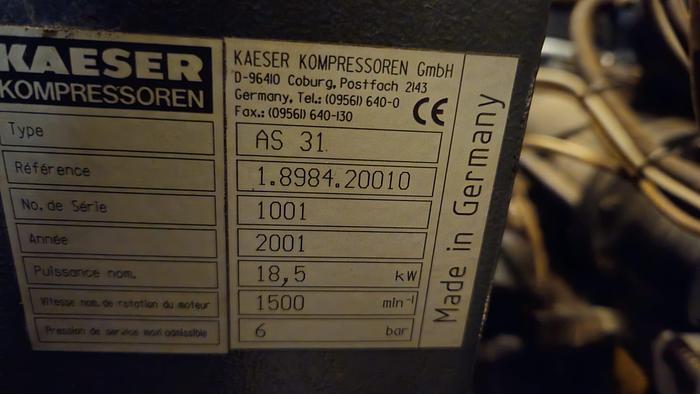 KAESER
KOMPRESSOREN
KAESER KOMPRESSOREN GmbH
D-96410 Coburg, Postfach 2143
Germany, Tel.: (09561) 640-0
Fax.: (09561) 640-130
CE
Type AS 31
Référence 1.8984.20010
No. de Série 1001
Année 2001
Puissance nom. 18,5 kW
Vitesse nom. de rotation du moteur 1500 min⁻¹
Pression de service maxi admissible 6 bar
Made in Germany